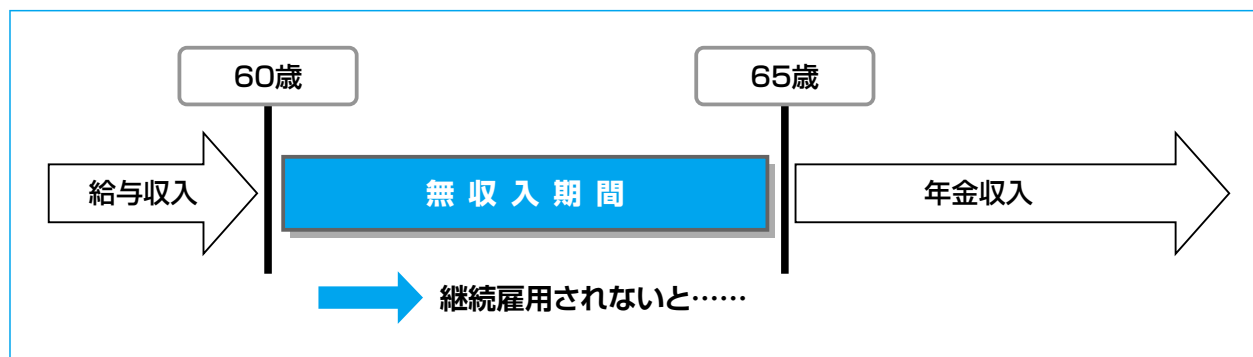 60歳
65歳
給与収入
無収入期間
年金収入
継続雇用されないと……